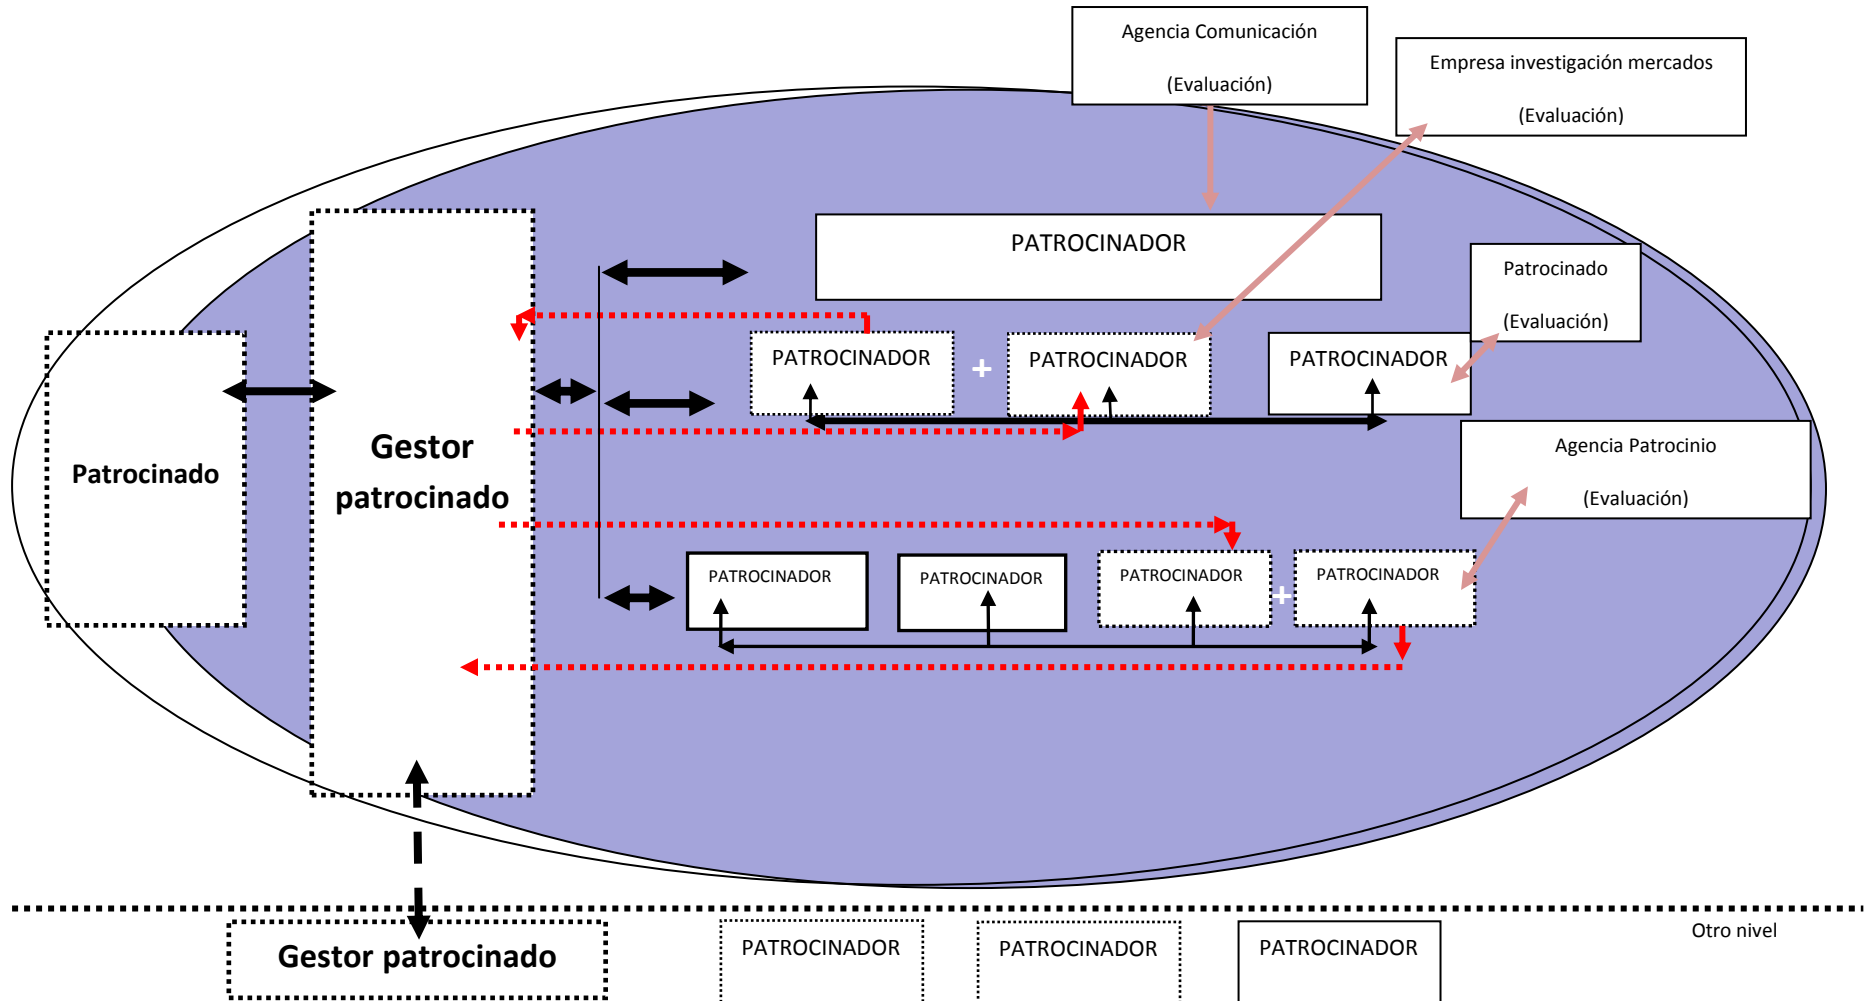 Agencia Comunicación
(Evaluación)
Empresa investigación mercados
(Evaluación)
PATROCINADOR
Patrocinado
(Evaluación)
PATROCINADOR
+
PATROCINADOR
PATROCINADOR
Patrocinado
Gestor
patrocinado
Agencia Patrocinio
(Evaluación)
PATROCINADOR
PATROCINADOR
PATROCINADOR
+
PATROCINADOR
Otro nivel
Gestor patrocinado
PATROCINADOR
PATROCINADOR
PATROCINADOR